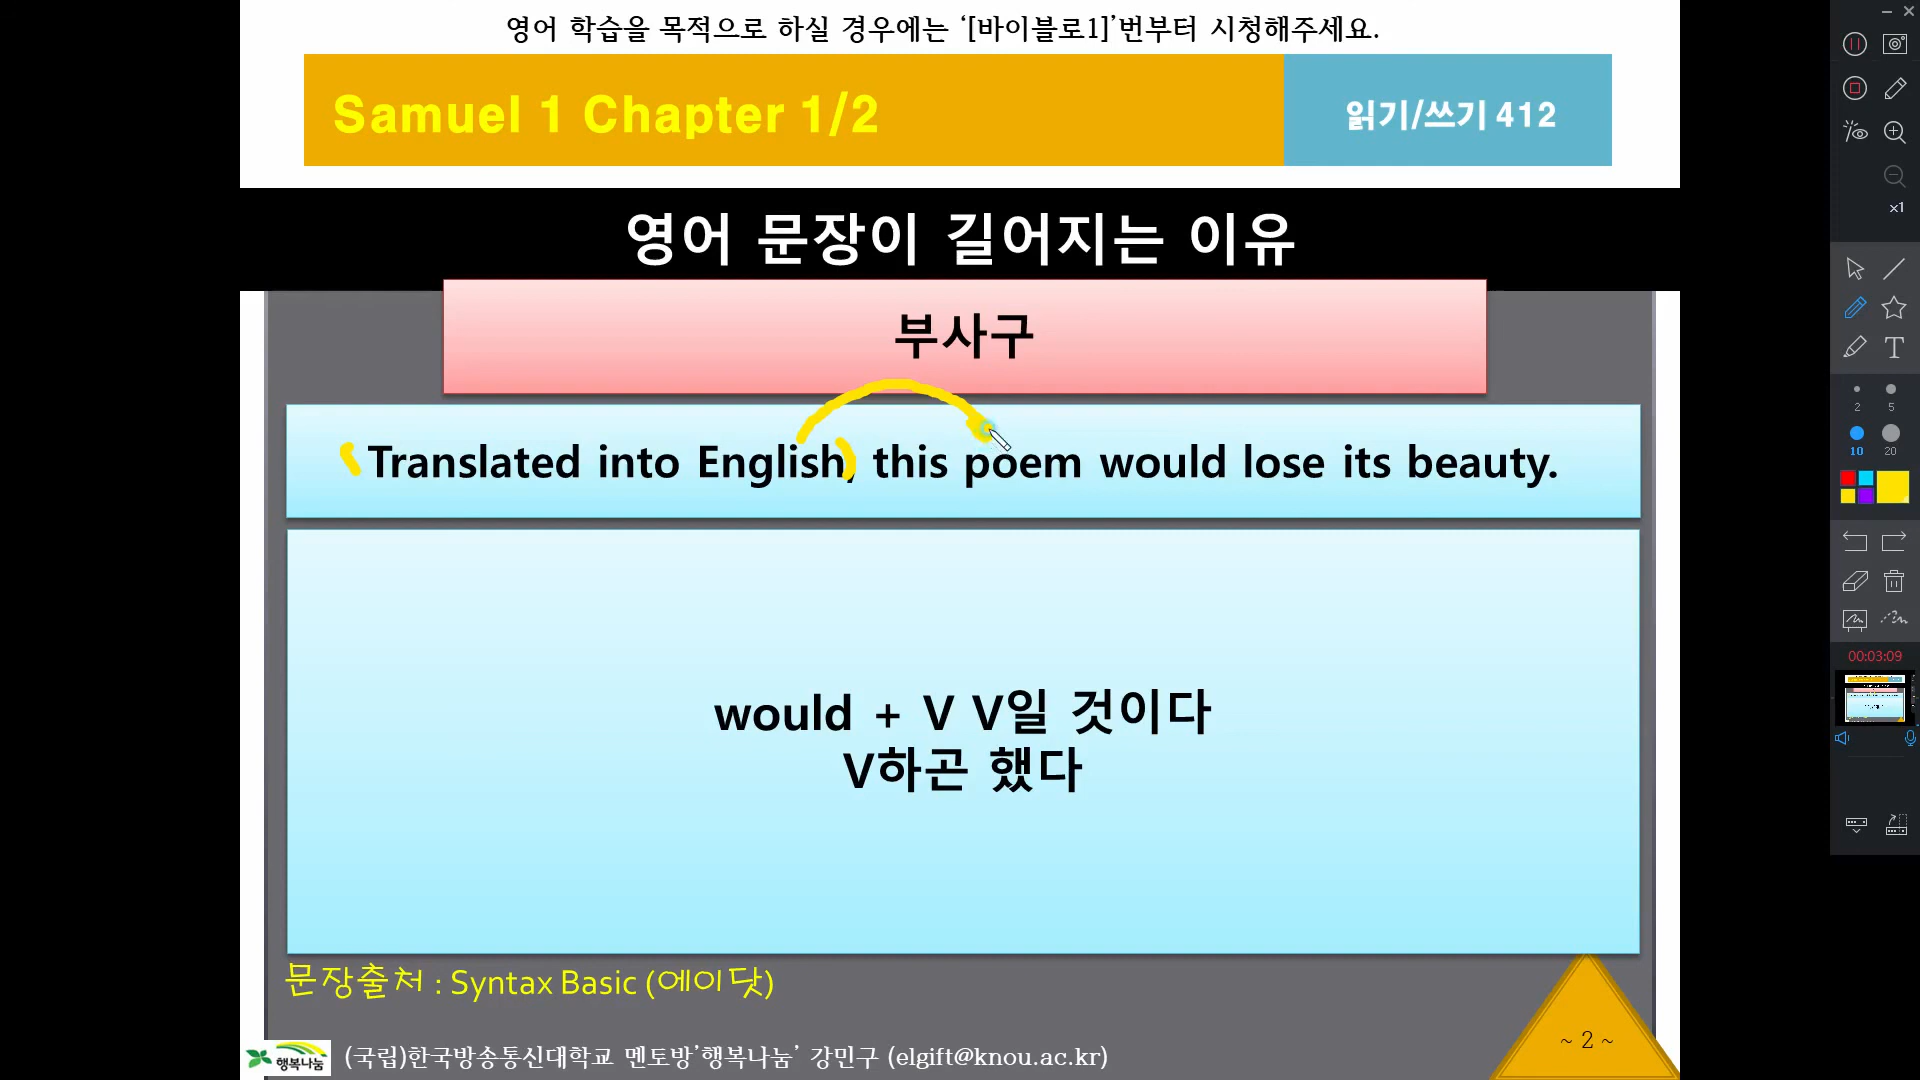 영어 학습을 목적으로 하실 경우에는 ‘[바이블로1]’번부터 시청해주세요.
Samuel 1 Chapter 1/2
읽기/쓰기 412
영어 문장이 길어지는 이유
부사구
Translated into English, this poem would lose its beauty.
would + V V일 것이다
V하곤 했다
문장출처 : Syntax Basic (에이닷)
~ 2 ~
행복나눔
(국립)한국방송통신대학교 멘토방’행복나눔’ 강민구 (elgift@knou.ac.kr)
x1
T
2
5
10
20
00:03:09